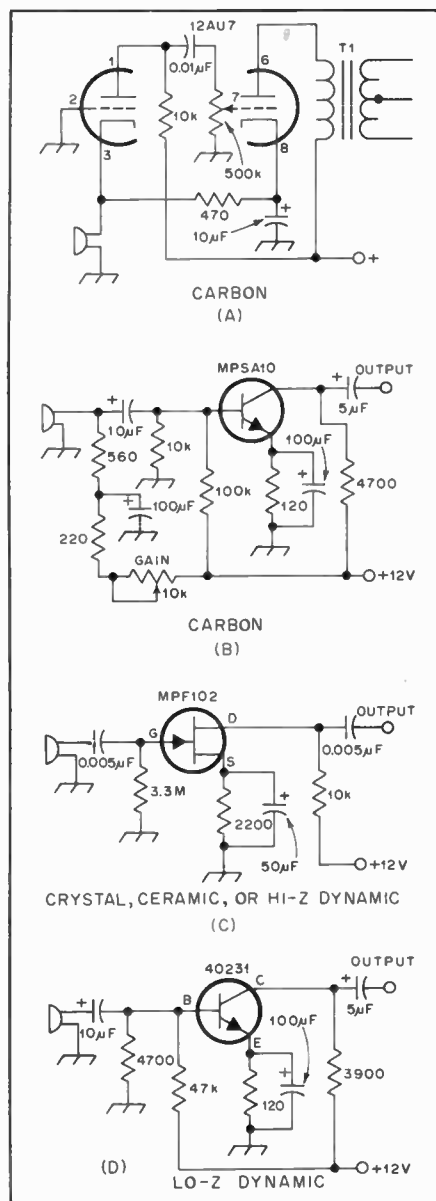 12AU7
1
0.01µF
6
T1
2
10k
7
3
500k
8
470
10µF
+
+
CARBON
(A)
MPSA10
+
OUTPUT
+
5µF
10µF
10k
100µF
560
+
100k
+
100µF
120
4700
220
GAIN
10k
+12V
CARBON
(B)
MPF102
OUTPUT
G
D
0.005µF
0.005µF
S
3.3M
+
10k
2200
50µF
+12V
CRYSTAL, CERAMIC, OR HI-Z DYNAMIC
(C)
40231
OUTPUT
C
+
+
B
5µF
10µF
100µF
E
4700
+
47k
120
3900
(D)
+12V
LO-Z DYNAMIC